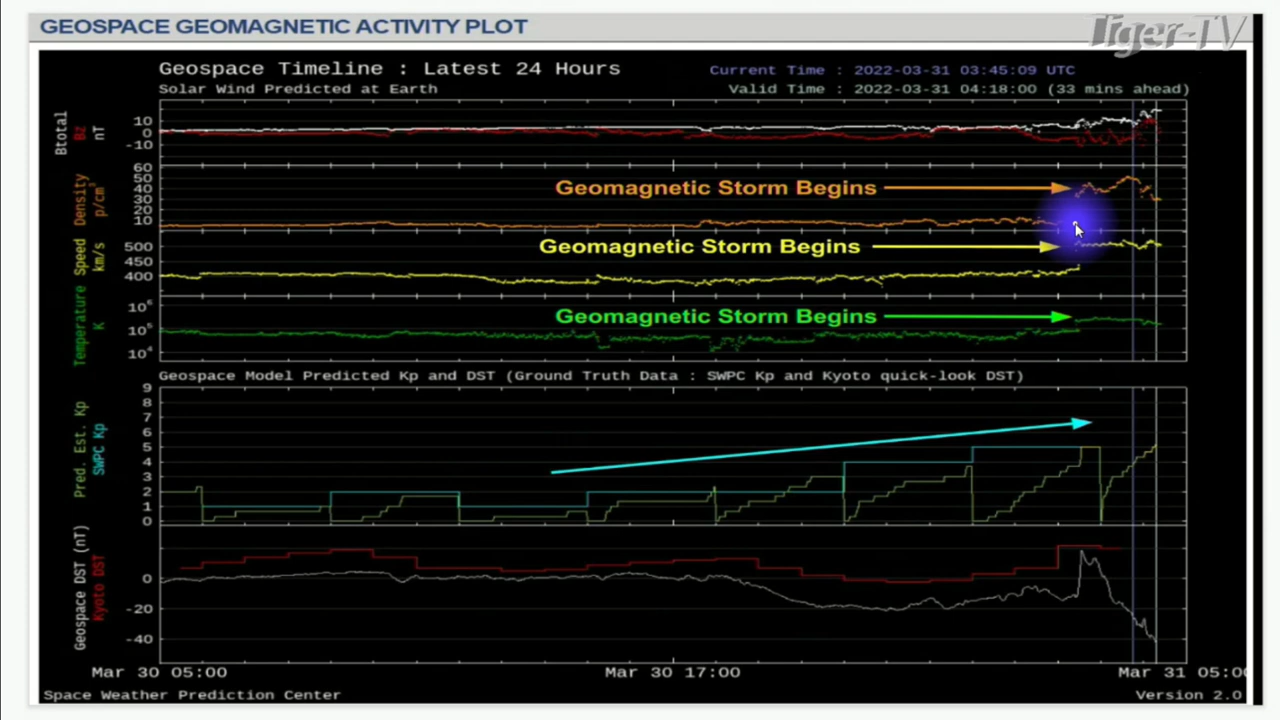 GEOSPACE GEOMAGNETIC ACTIVITY PLOT
Tiger-TV
Geospace Timeline : Latest 24 Hours
Current Time : 2022-03-31 03:45:09 UTC
Solar Wind Predicted at Earth
Valid Time : 2022-03-31 04:18:00 (33 mins ahead)
Btotal
Bz
nT
10
0
-10
Density
p/cm³
60
50
40
30
20
10
Geomagnetic Storm Begins
Speed
km/s
500
450
400
Geomagnetic Storm Begins
Temperature
K
10⁶
10⁵
10⁴
Geomagnetic Storm Begins
Geospace Model Predicted Kp and DST (Ground Truth Data : SWPC Kp and Kyoto quick-look DST)
Pred. Est. Kp
SWPC Kp
9
8
7
6
5
4
3
2
1
0
Geospace DST (nT)
Kyoto DST
0
-20
-40
Mar 30 05:00
Mar 30 17:00
Mar 31 05:00
Space Weather Prediction Center
Version 2.0